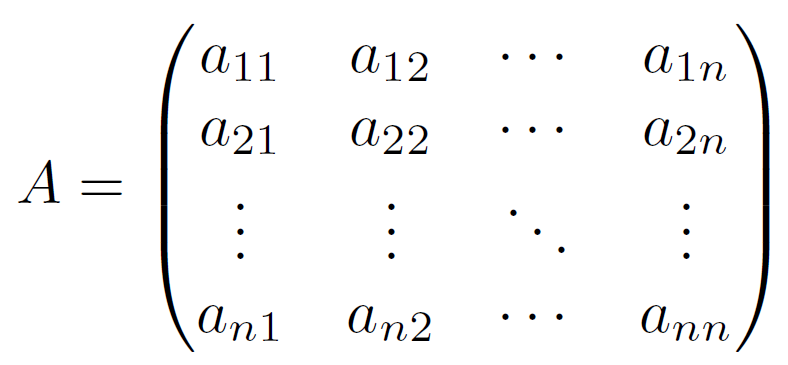 a₁₁ a₁₂ ⋯ a₁ₙ
a₂₁ a₂₂ ⋯ a₂ₙ
A =
⋮ ⋮ ⋱ ⋮
aₙ₁ aₙ₂ ⋯ aₙₙ